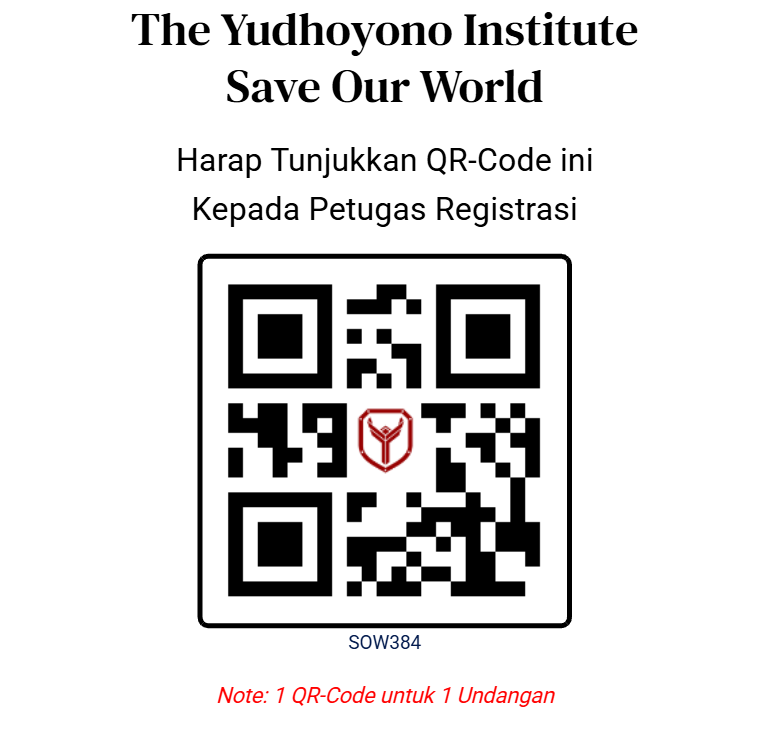 The Yudhoyono Institute
Save Our World
Harap Tunjukkan QR-Code ini
Kepada Petugas Registrasi
SOW384
Note: 1 QR-Code untuk 1 Undangan